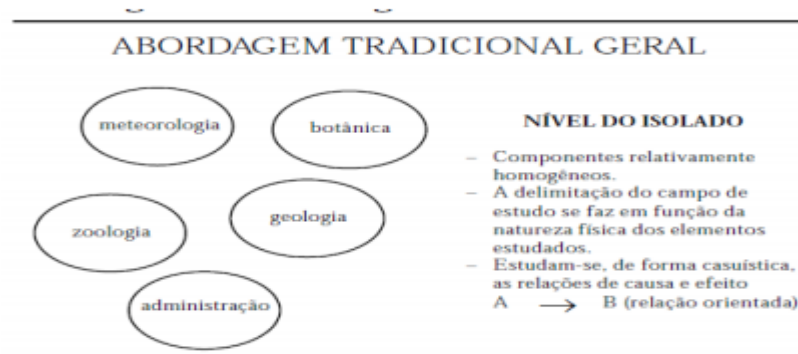 ABORDAGEM TRADICIONAL GERAL
meteorologia
botânica
zoologia
geologia
administração
NÍVEL DO ISOLADO
– Componentes relativamente
homogêneos.
– A delimitação do campo de
estudo se faz em função da
natureza física dos elementos
estudados.
– Estudam-se, de forma casuística,
as relações de causa e efeito
A → B (relação orientada)